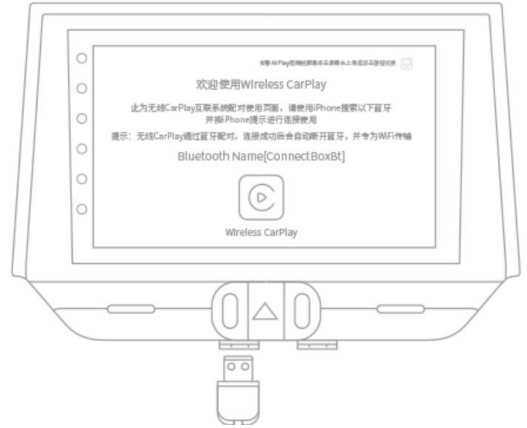 欢迎使用Wireless CarPlay
此为无线CarPlay互联系统配对使用页面，请使用iPhone搜索以下蓝牙
并按iPhone提示进行连接使用
提示：无线CarPlay通过蓝牙配对，连接成功后会自动断开蓝牙，并专为WiFi传输
Bluetooth Name[ConnectBoxBt]
Wireless CarPlay